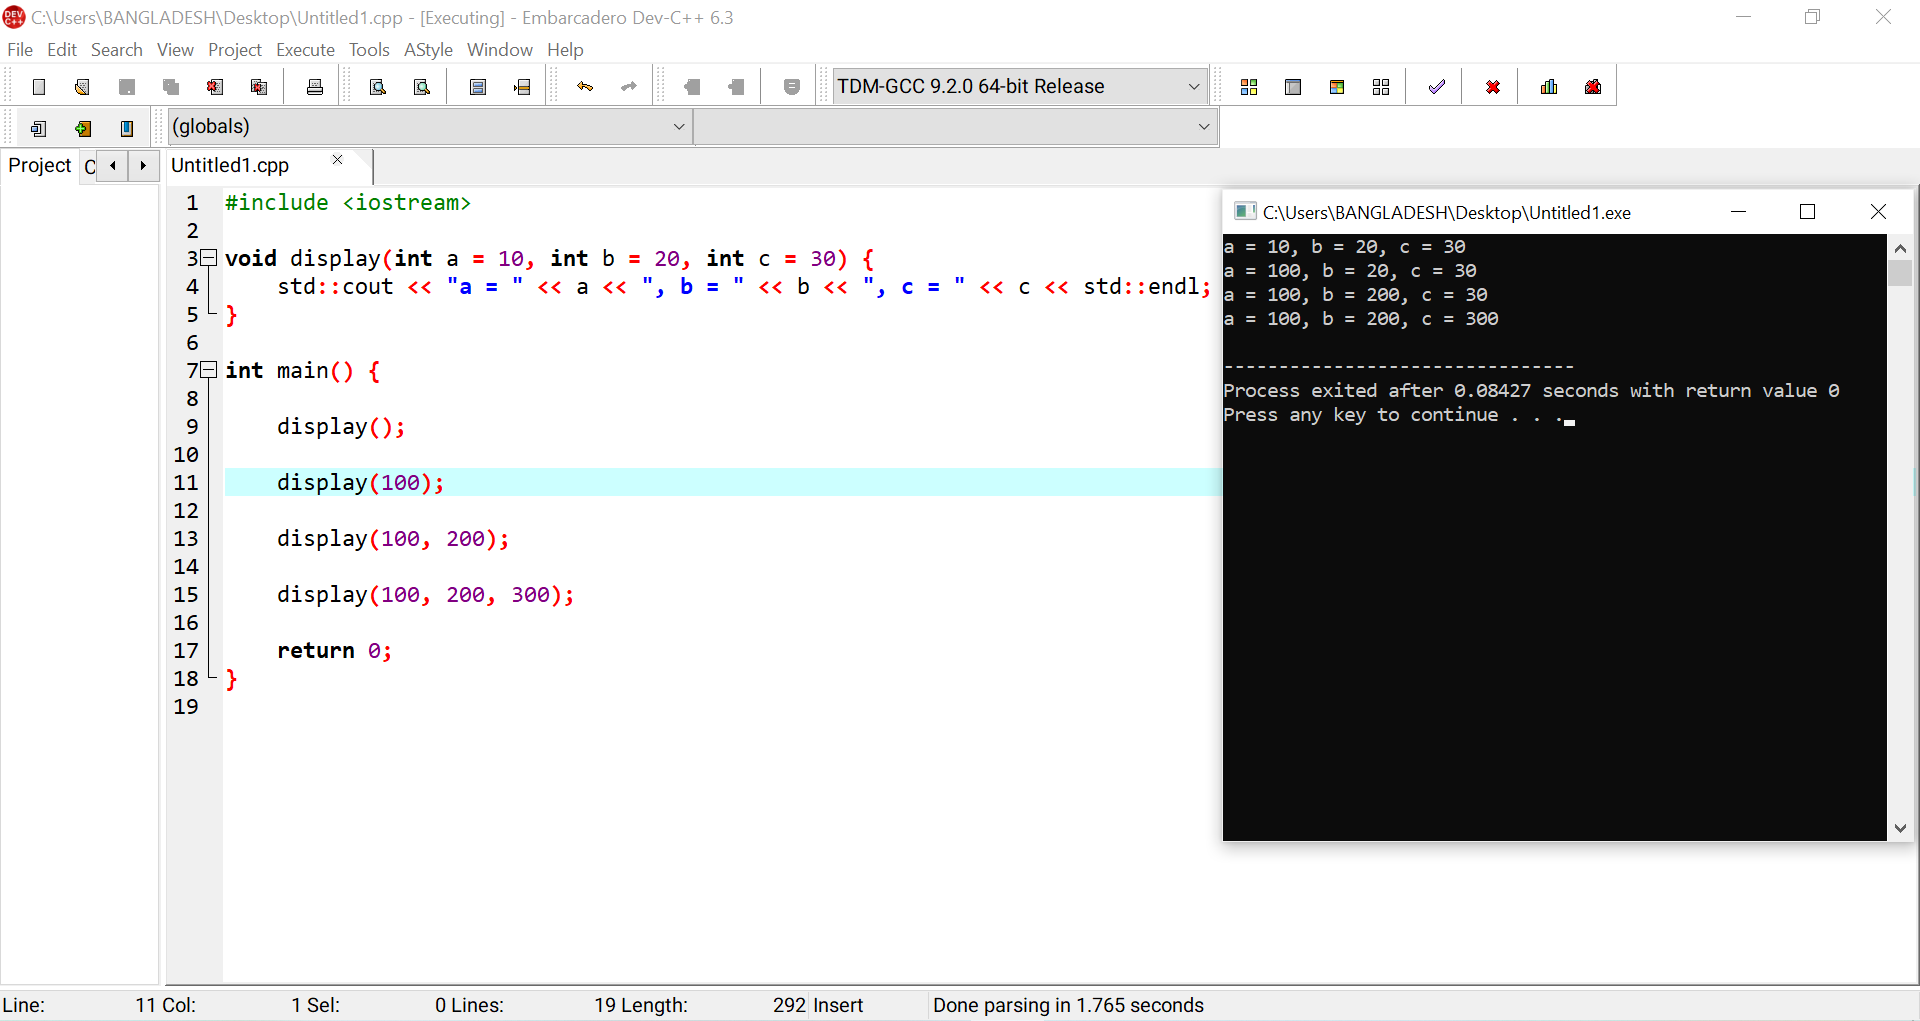 C:\Users\BANGLADESH\Desktop\Untitled1.cpp - [Executing] - Embarcadero Dev-C++ 6.3
File Edit Search View Project Execute Tools AStyle Window Help
TDM-GCC 9.2.0 64-bit Release
(globals)
Project C Untitled1.cpp
1 #include <iostream>
2
3 void display(int a = 10, int b = 20, int c = 30) {
4     std::cout << "a = " << a << ", b = " << b << ", c = " << c << std::endl;
5 }
6
7 int main() {
8
9     display();
10
11     display(100);
12
13     display(100, 200);
14
15     display(100, 200, 300);
16
17     return 0;
18 }
19
C:\Users\BANGLADESH\Desktop\Untitled1.exe
a = 10, b = 20, c = 30
a = 100, b = 20, c = 30
a = 100, b = 200, c = 30
a = 100, b = 200, c = 300
--------------------------------
Process exited after 0.08427 seconds with return value 0
Press any key to continue . . .
Line: 11 Col: 1 Sel: 0 Lines: 19 Length: 292 Insert Done parsing in 1.765 seconds